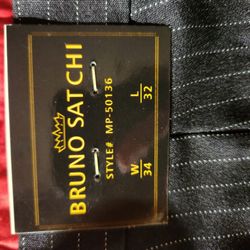 BRUNO SATCHI
STYLE# MP-50136
W L
34 32